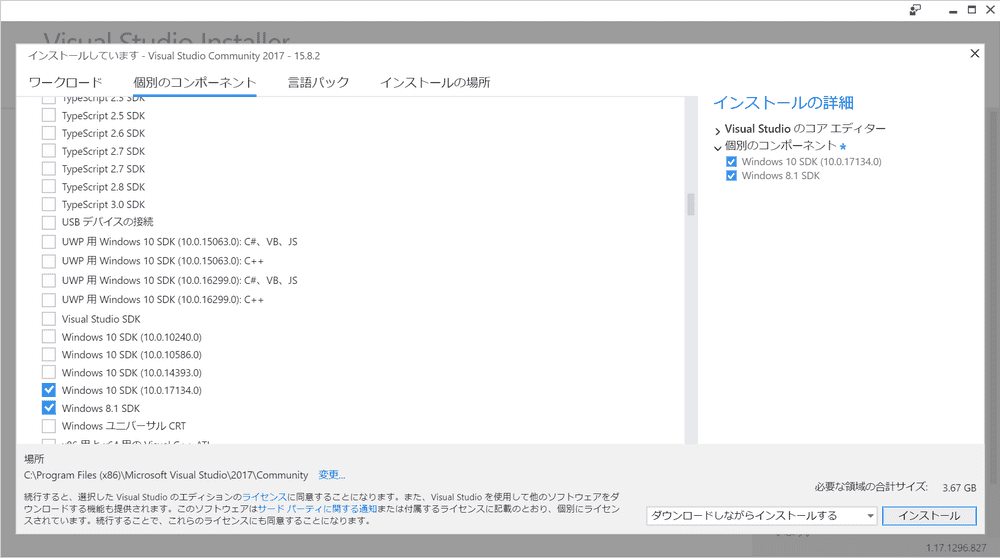 Visual Studio Installer
インストールしています - Visual Studio Community 2017 - 15.8.2
ワークロード 個別のコンポーネント 言語パック インストールの場所
TypeScript 2.3 SDK
TypeScript 2.5 SDK
TypeScript 2.6 SDK
TypeScript 2.7 SDK
TypeScript 2.7 SDK
TypeScript 2.8 SDK
TypeScript 3.0 SDK
USB デバイスの接続
UWP 用 Windows 10 SDK (10.0.15063.0): C#、VB、JS
UWP 用 Windows 10 SDK (10.0.15063.0): C++
UWP 用 Windows 10 SDK (10.0.16299.0): C#、VB、JS
UWP 用 Windows 10 SDK (10.0.16299.0): C++
Visual Studio SDK
Windows 10 SDK (10.0.10240.0)
Windows 10 SDK (10.0.10586.0)
Windows 10 SDK (10.0.14393.0)
Windows 10 SDK (10.0.17134.0)
Windows 8.1 SDK
Windows ユニバーサル CRT
x86 用と x64 用の Visual C++ ATL
インストールの詳細
Visual Studio のコア エディター
個別のコンポーネント *
Windows 10 SDK (10.0.17134.0)
Windows 8.1 SDK
場所
C:\Program Files (x86)\Microsoft Visual Studio\2017\Community 変更...
続行すると、選択した Visual Studio のエディションのライセンスに同意することになります。また、Visual Studio を使用して他のソフトウェアをダ
ウンロードする機能も提供されます。このソフトウェアはサード パーティに関する通知または付属するライセンスに記載のとおり、個別にライセン
スされています。続行することで、これらのライセンスにも同意することになります。
必要な領域の合計サイズ: 3.67 GB
ダウンロードしながらインストールする インストール
1.17.1296.827